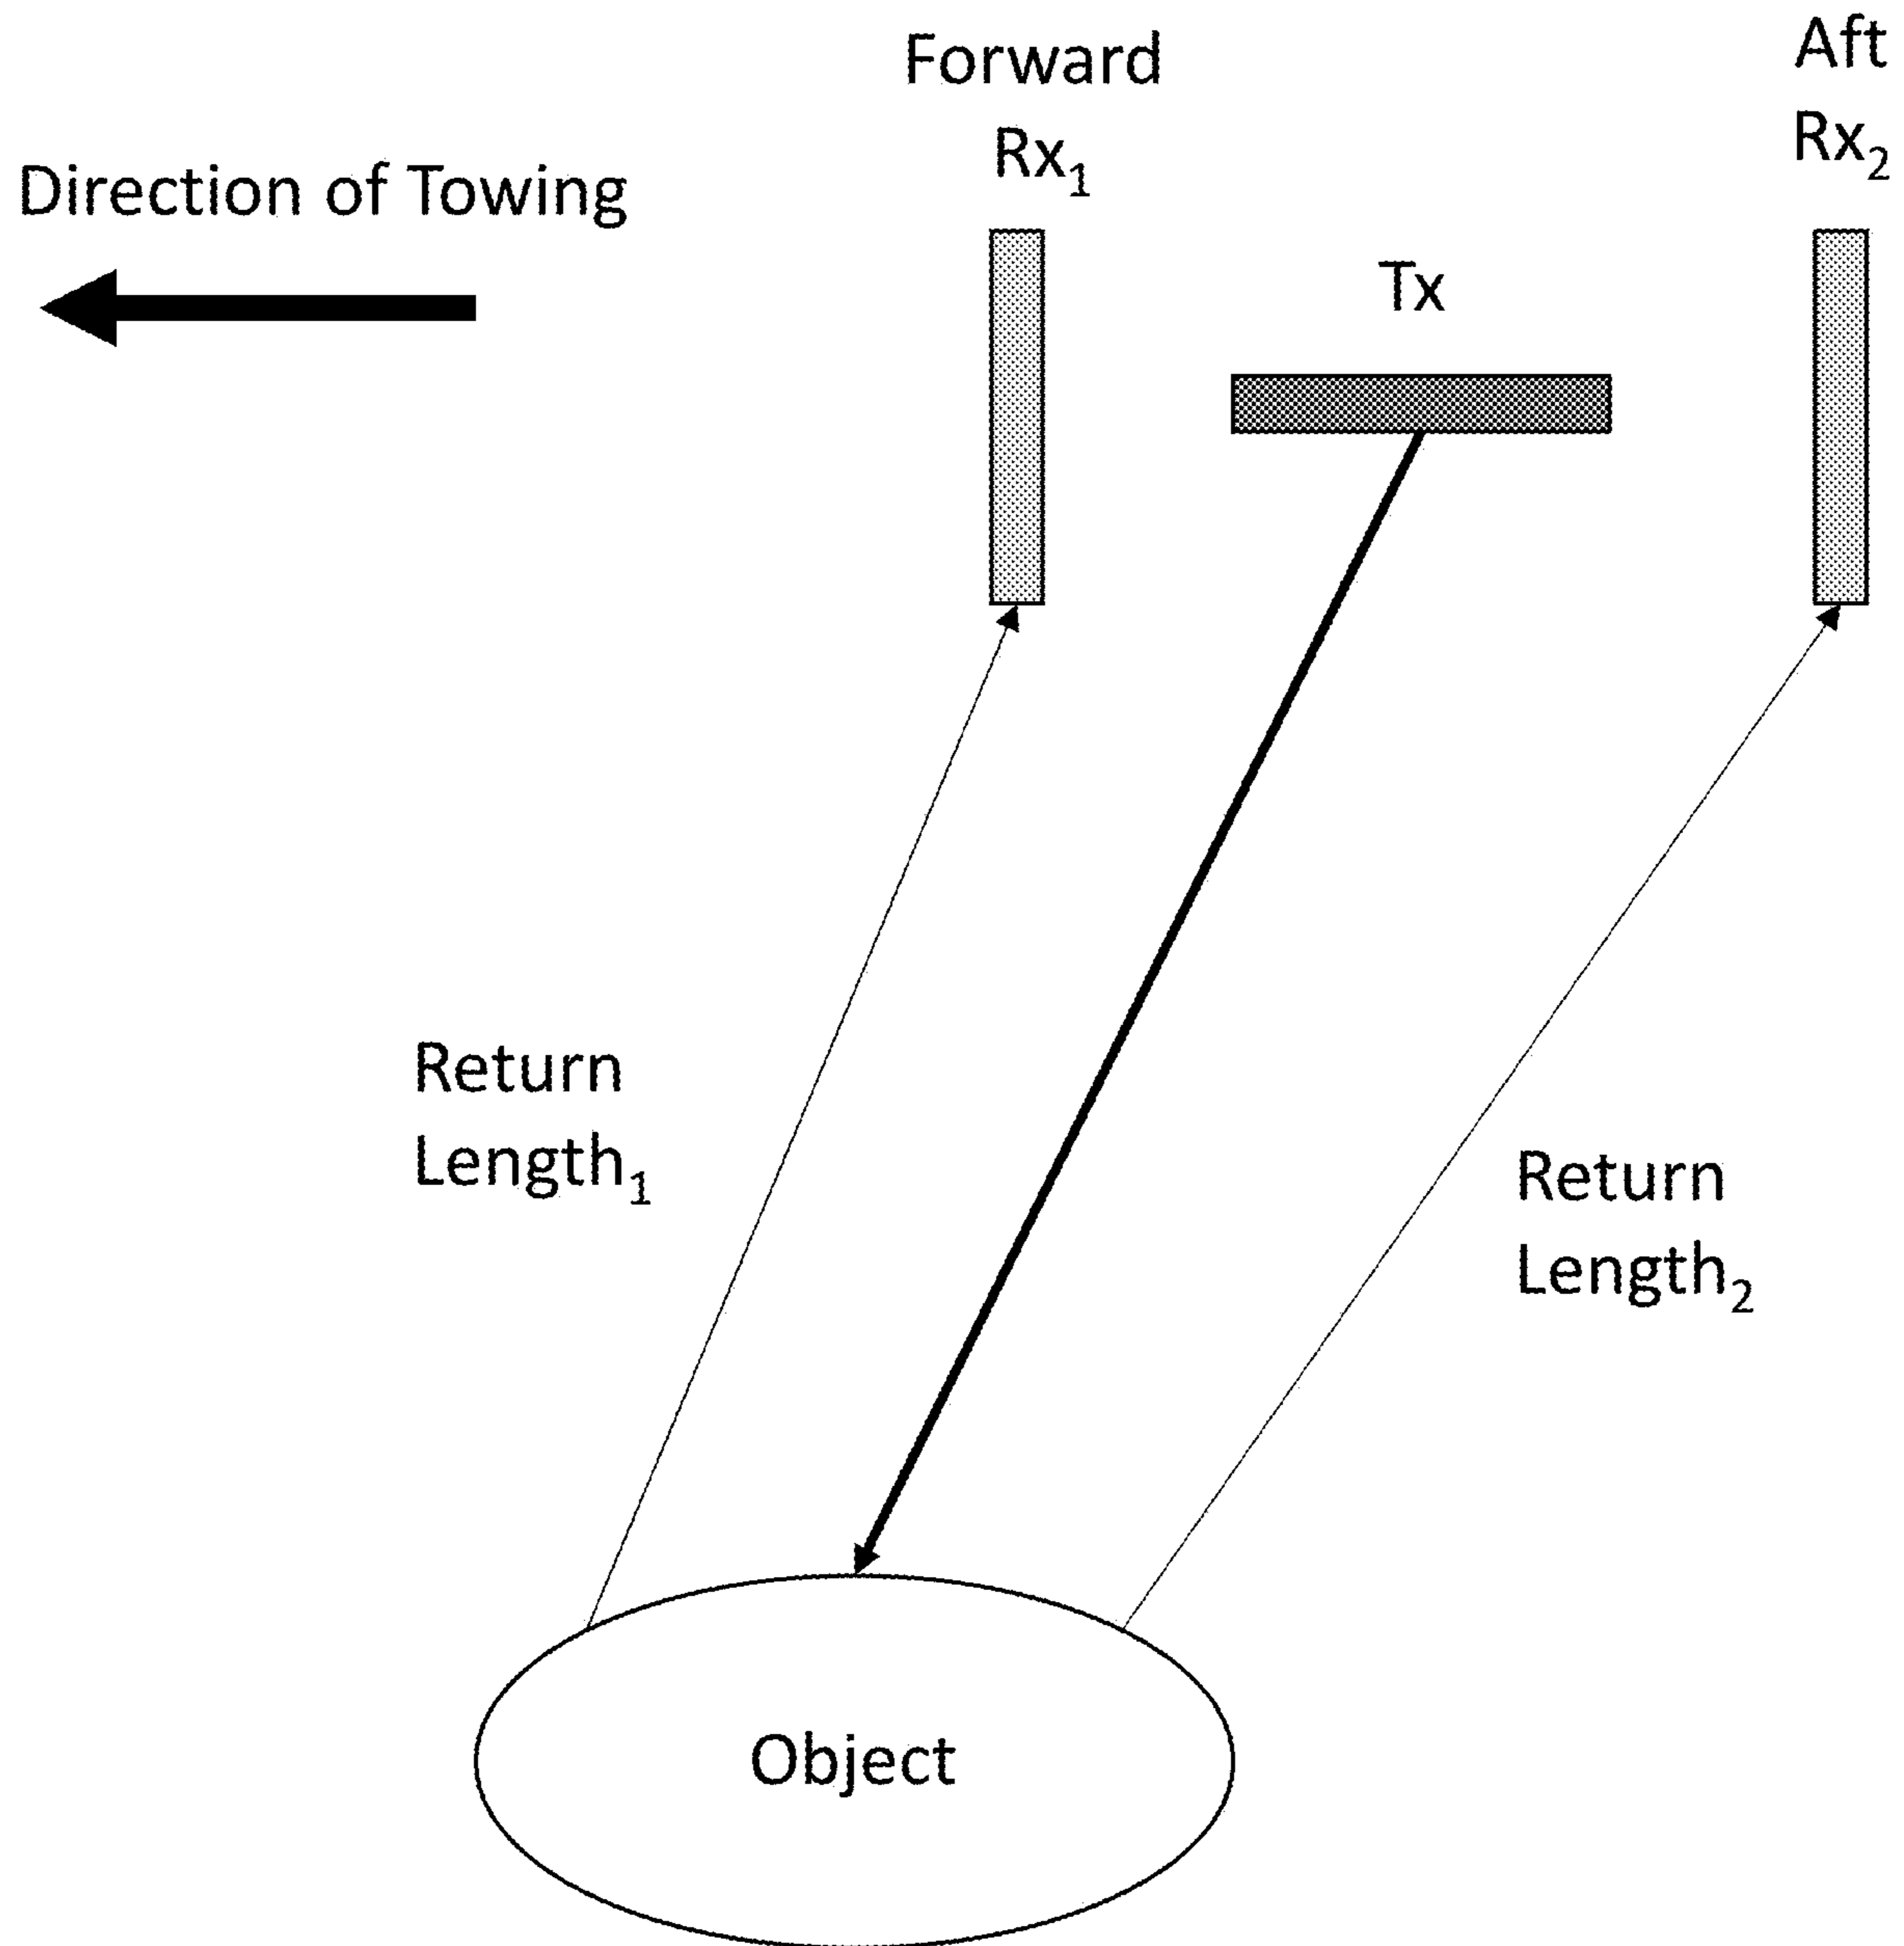 Forward
Rx₁
Aft
Rx₂
Direction of Towing
Tx
Return
Length₁
Return
Length₂
Object